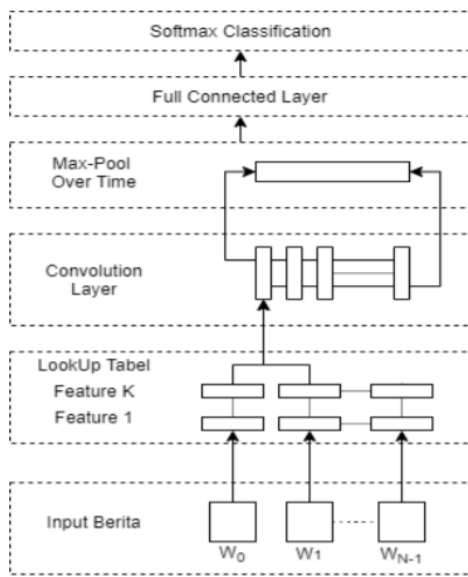 Softmax Classification
Full Connected Layer
Max-Pool
Over Time
Convolution
Layer
LookUp Tabel
Feature K
Feature 1
Input Berita
W0 W1 WN-1